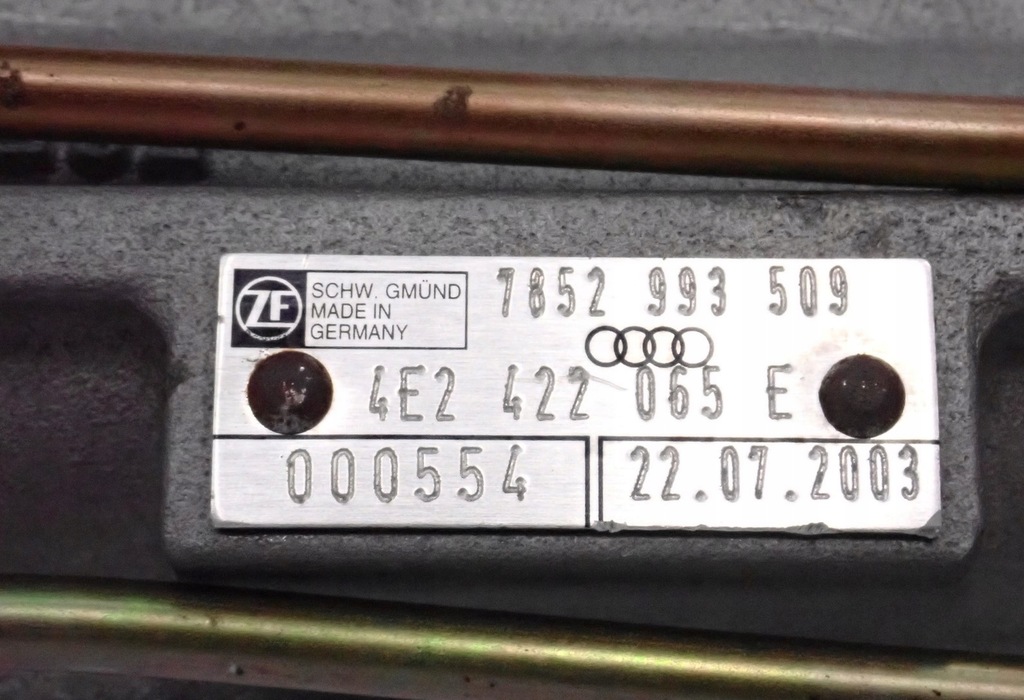 ZF
SCHW. GMÜND
MADE IN
GERMANY
7852 993 509
4E2 422 065 E
000554
22.07.2003